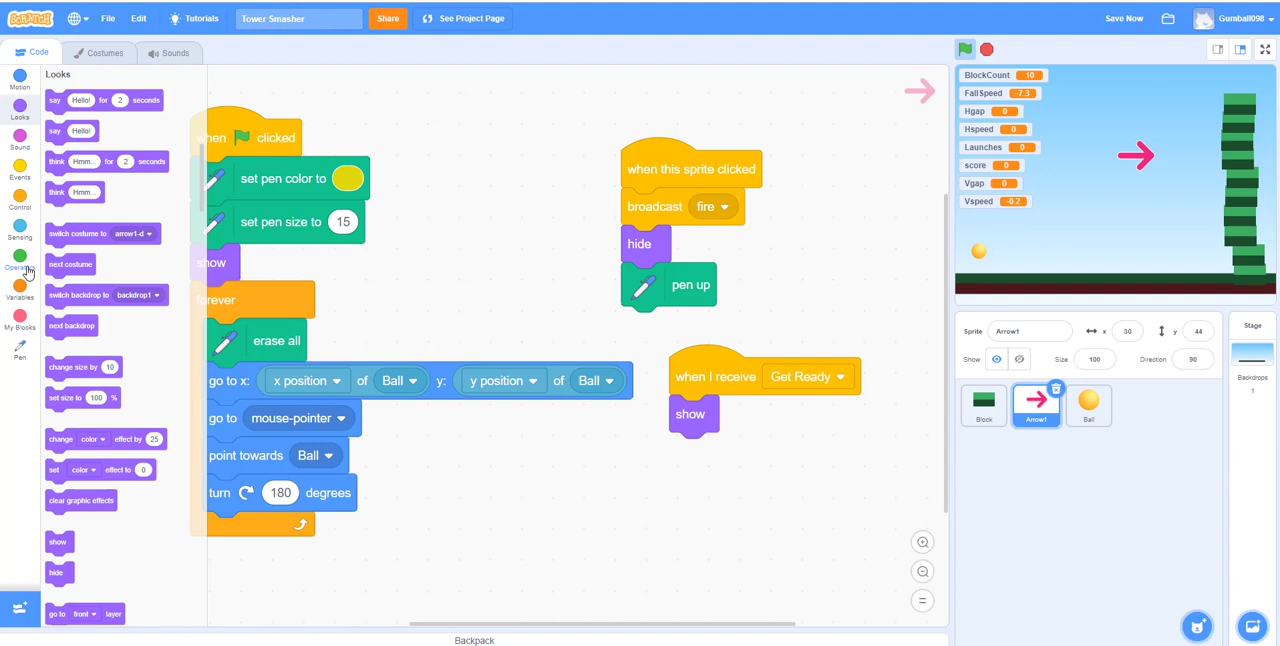 SCRATCH File Edit Tutorials Tower Smasher Share See Project Page Save Now Gumball098
Code Costumes Sounds
Motion
Looks
Sound
Events
Control
Sensing
Operators
Variables
My Blocks
Pen
Looks
say Hello! for 2 seconds
say Hello!
think Hmm... for 2 seconds
think Hmm...
switch costume to arrow1-d
next costume
switch backdrop to backdrop1
next backdrop
change size by 10
set size to 100 %
change color effect by 25
set color effect to 0
clear graphic effects
show
hide
go to front layer
when clicked
set pen color to
set pen size to 15
show
forever
erase all
go to x: x position of Ball y: y position of Ball
go to mouse-pointer
point towards Ball
turn 180 degrees
when this sprite clicked
broadcast fire
hide
pen up
when I receive Get Ready
show
BlockCount 10
FallSpeed -7.3
Hgap 0
Hspeed 0
Launches 0
score 0
Vgap 0
Vspeed -0.2
Sprite Arrow1 x 30 y 44
Show Size 100 Direction 90
Block
Arrow1
Ball
Stage
Backdrops
1
Backpack